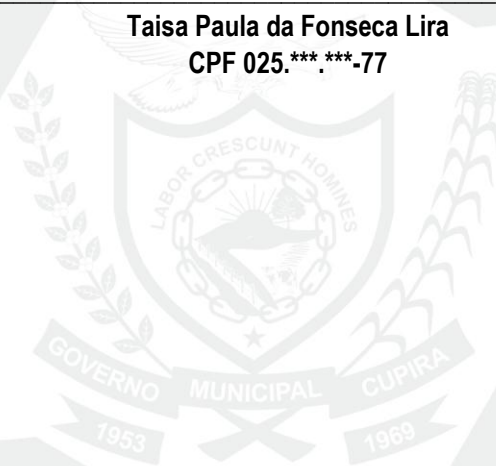 Taisa Paula da Fonseca Lira
CPF 025.***.***-77
LABOR CRESCUNT HOMINES
GOVERNO MUNICIPAL CUPIRA
1953 1969